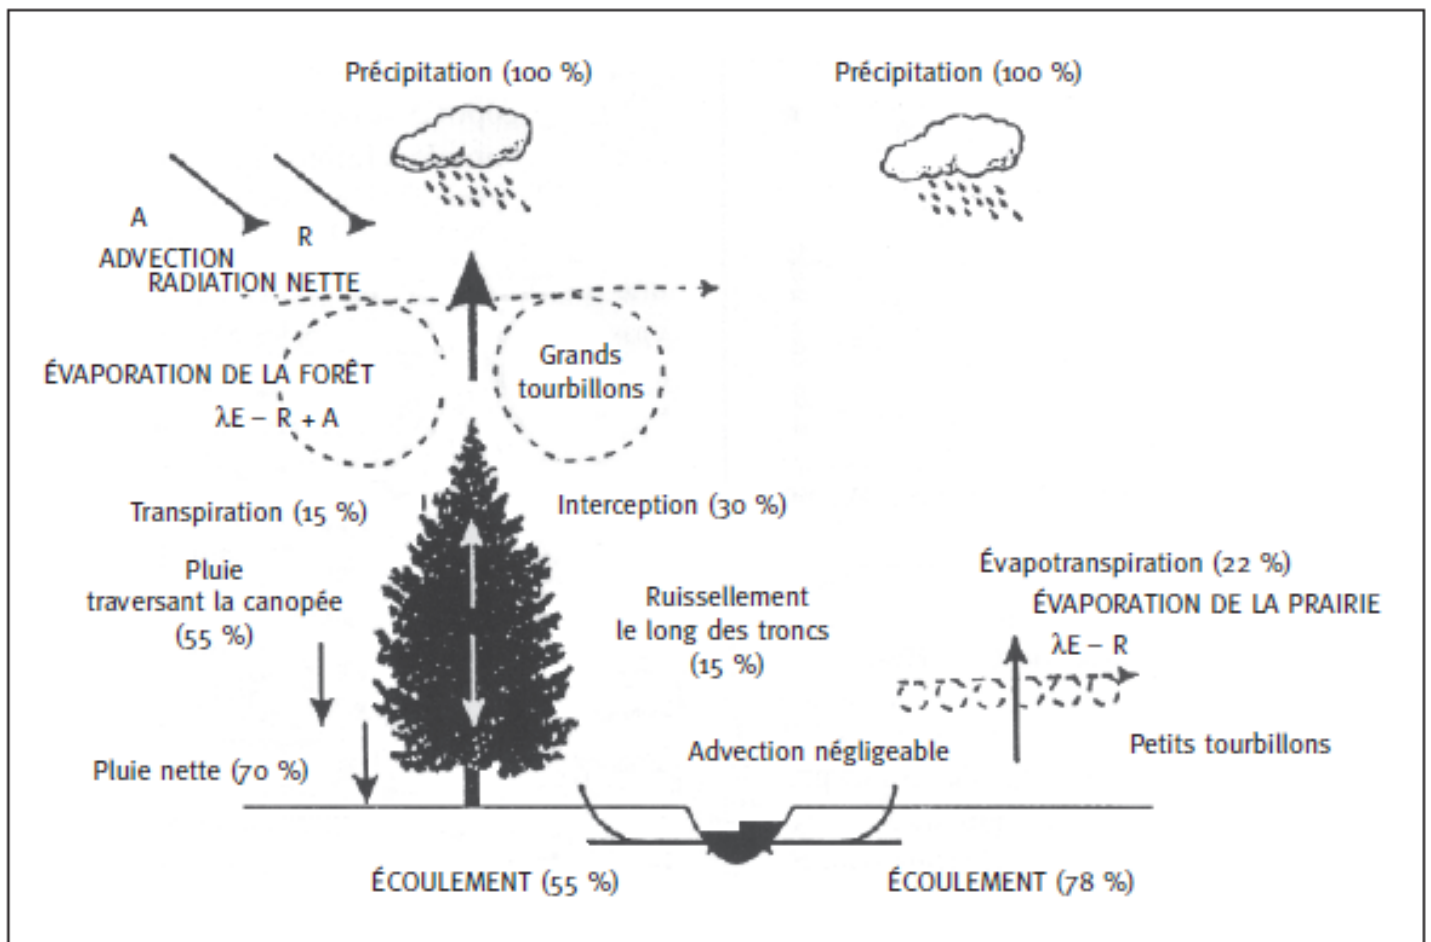 Précipitation (100 %)
Précipitation (100 %)
A
R
ADVECTION
RADIATION NETTE
ÉVAPORATION DE LA FORÊT
λE – R + A
Grands
tourbillons
Transpiration (15 %)
Interception (30 %)
Pluie
traversant la canopée
(55 %)
Ruissellement
le long des troncs
(15 %)
Évapotranspiration (22 %)
ÉVAPORATION DE LA PRAIRIE
λE – R
Advection négligeable
Petits tourbillons
Pluie nette (70 %)
ÉCOULEMENT (55 %)
ÉCOULEMENT (78 %)